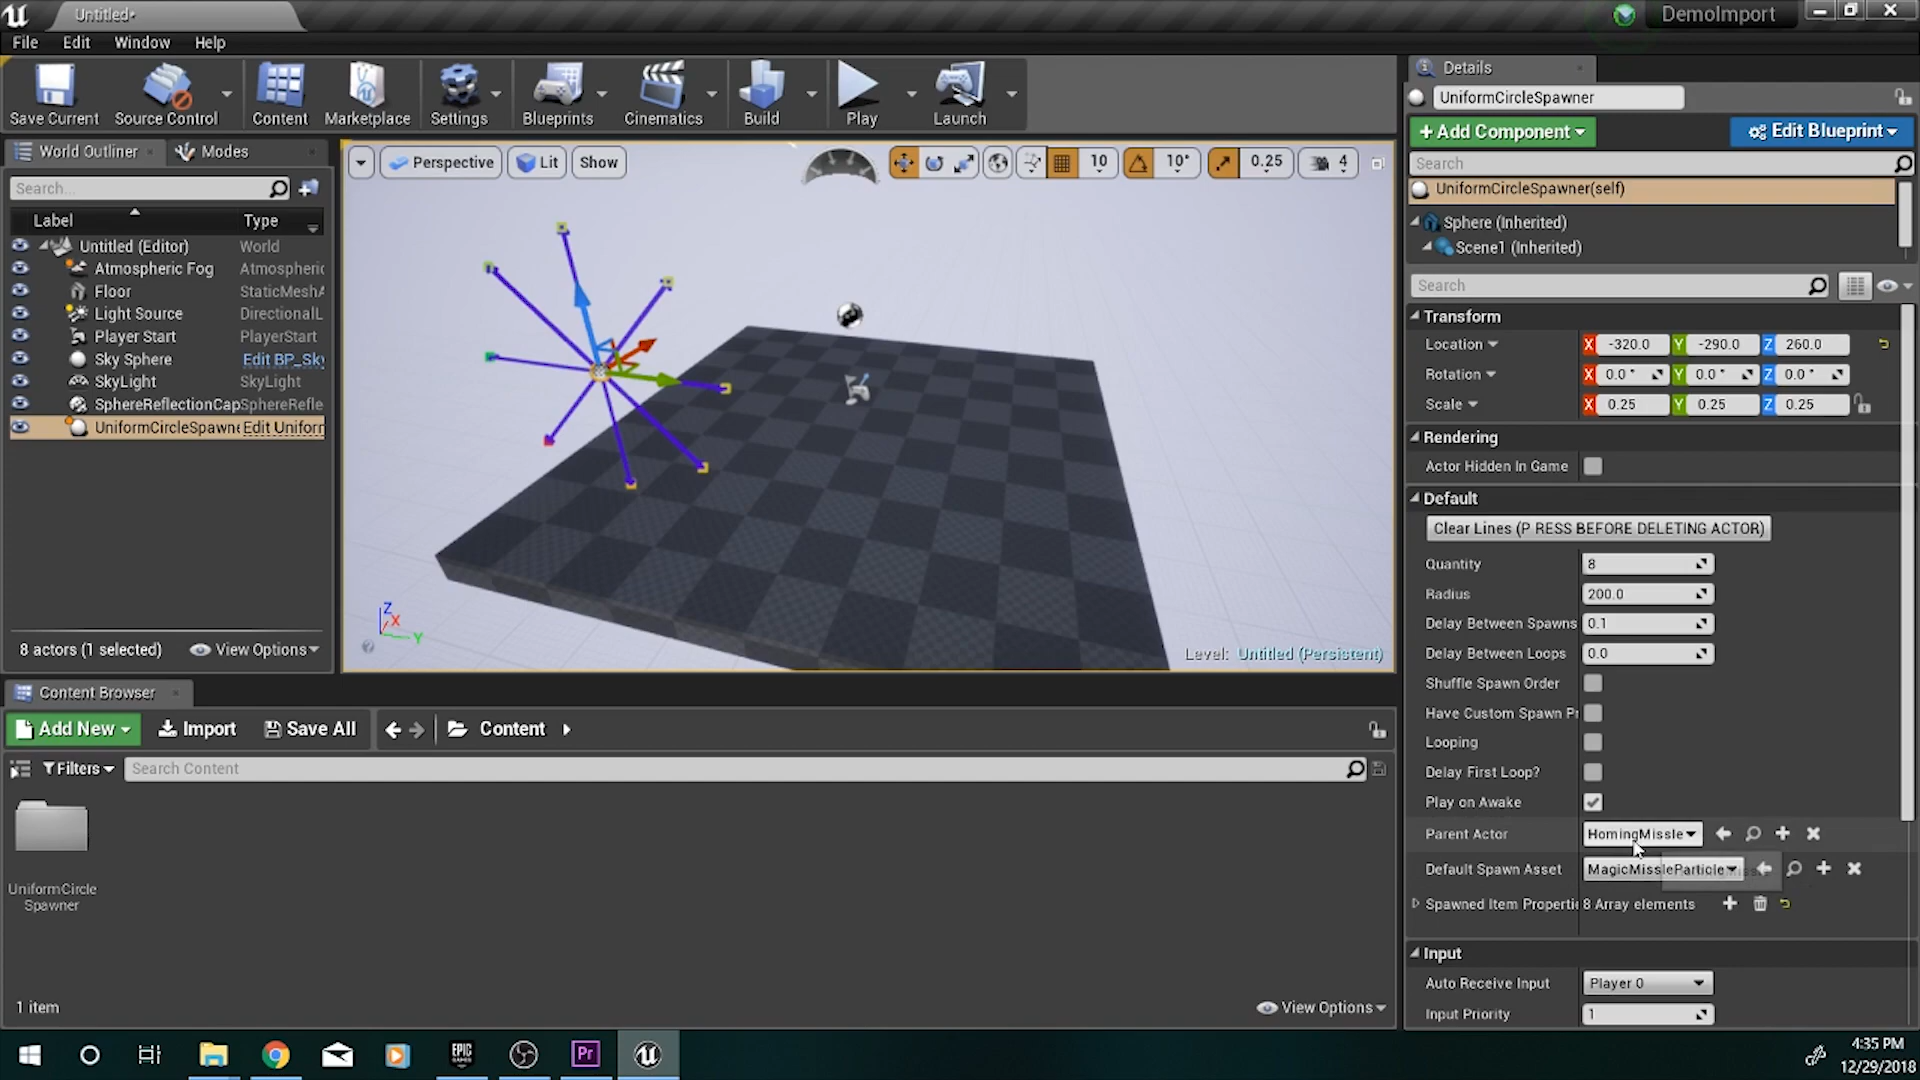 Untitled•
DemoImport
File Edit Window Help
Save Current Source Control Content Marketplace Settings Blueprints Cinematics Build Play Launch
World Outliner Modes
Search...
Label Type
Untitled (Editor) World
Atmospheric Fog Atmospheric
Floor StaticMeshA
Light Source DirectionalL
Player Start PlayerStart
Sky Sphere Edit BP_Sky
SkyLight SkyLight
SphereReflectionCap SphereRefle
UniformCircleSpawne Edit Uniform
8 actors (1 selected) View Options
Perspective Lit Show 10 10° 0.25 4
Z X Y
Level: Untitled (Persistent)
Content Browser
Add New Import Save All Content
Filters Search Content
UniformCircle
Spawner
1 item View Options
Details
UniformCircleSpawner
+ Add Component Edit Blueprint
Search
UniformCircleSpawner(self)
Sphere (Inherited)
Scene1 (Inherited)
Search
Transform
Location X -320.0 Y -290.0 Z 260.0
Rotation X 0.0 ° Y 0.0 ° Z 0.0 °
Scale X 0.25 Y 0.25 Z 0.25
Rendering
Actor Hidden In Game
Default
Clear Lines (P RESS BEFORE DELETING ACTOR)
Quantity 8
Radius 200.0
Delay Between Spawns 0.1
Delay Between Loops 0.0
Shuffle Spawn Order
Have Custom Spawn Pr
Looping
Delay First Loop?
Play on Awake
Parent Actor HomingMissle
Default Spawn Asset MagicMissleParticle
Spawned Item Properti 8 Array elements
Input
Auto Receive Input Player 0
Input Priority 1
EPIC GAMES
Pr
4:35 PM
12/29/2018